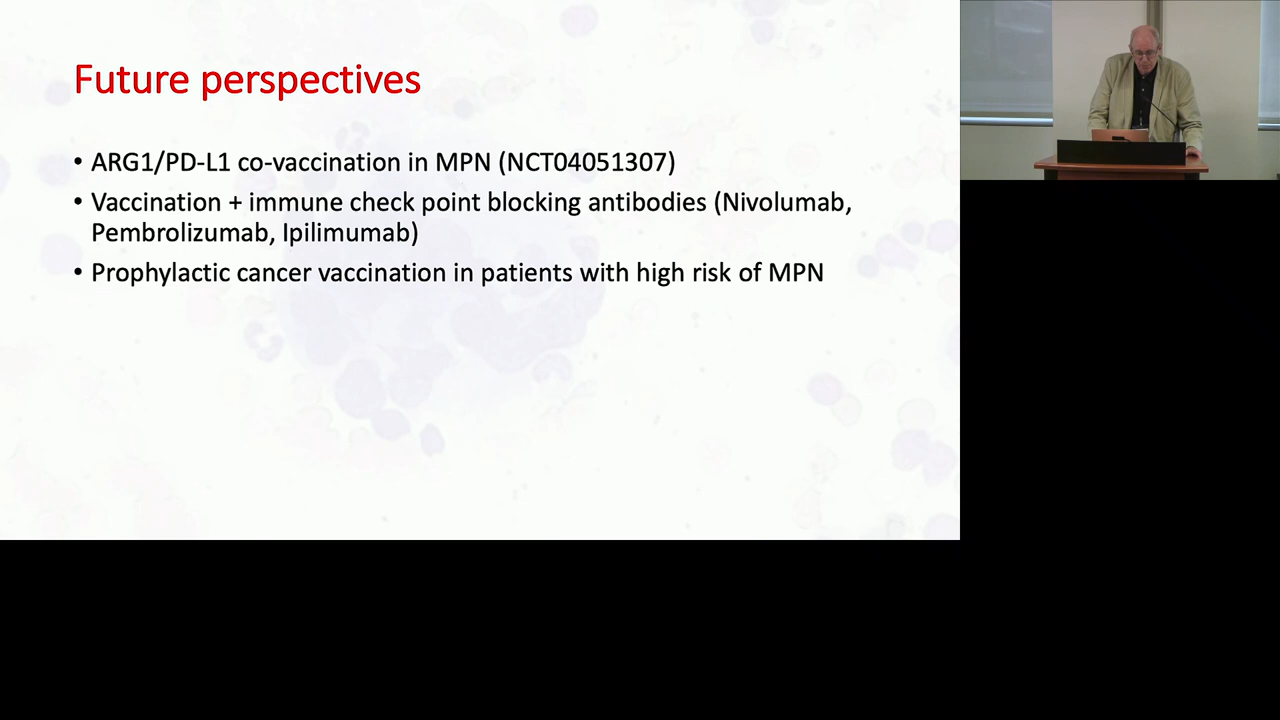 Future perspectives
• ARG1/PD-L1 co-vaccination in MPN (NCT04051307)
• Vaccination + immune check point blocking antibodies (Nivolumab,
Pembrolizumab, Ipilimumab)
• Prophylactic cancer vaccination in patients with high risk of MPN